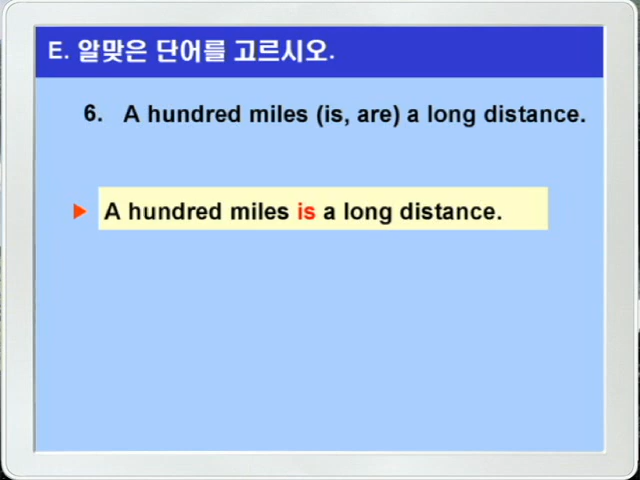 E. 알맞은 단어를 고르시오.
6. A hundred miles (is, are) a long distance.
A hundred miles is a long distance.